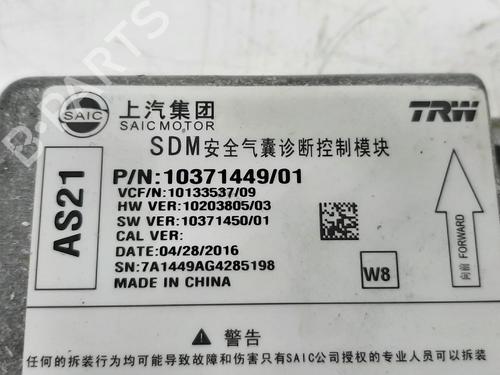 SAIC 上汽集团
SAIC MOTOR
TRW
SDM安全气囊诊断控制模块
AS21
P/N:10371449/01
VCF/N:10133537/09
HW VER:10203805/03
SW VER:10371450/01
CAL VER:
DATE:04/28/2016
SN:7A1449AG4285198
MADE IN CHINA
W8
向前 FORWARD
警告
任何的拆装行为均可能导致故障和伤害只有SAIC公司授权的专业人员可以拆装
B-PARTS